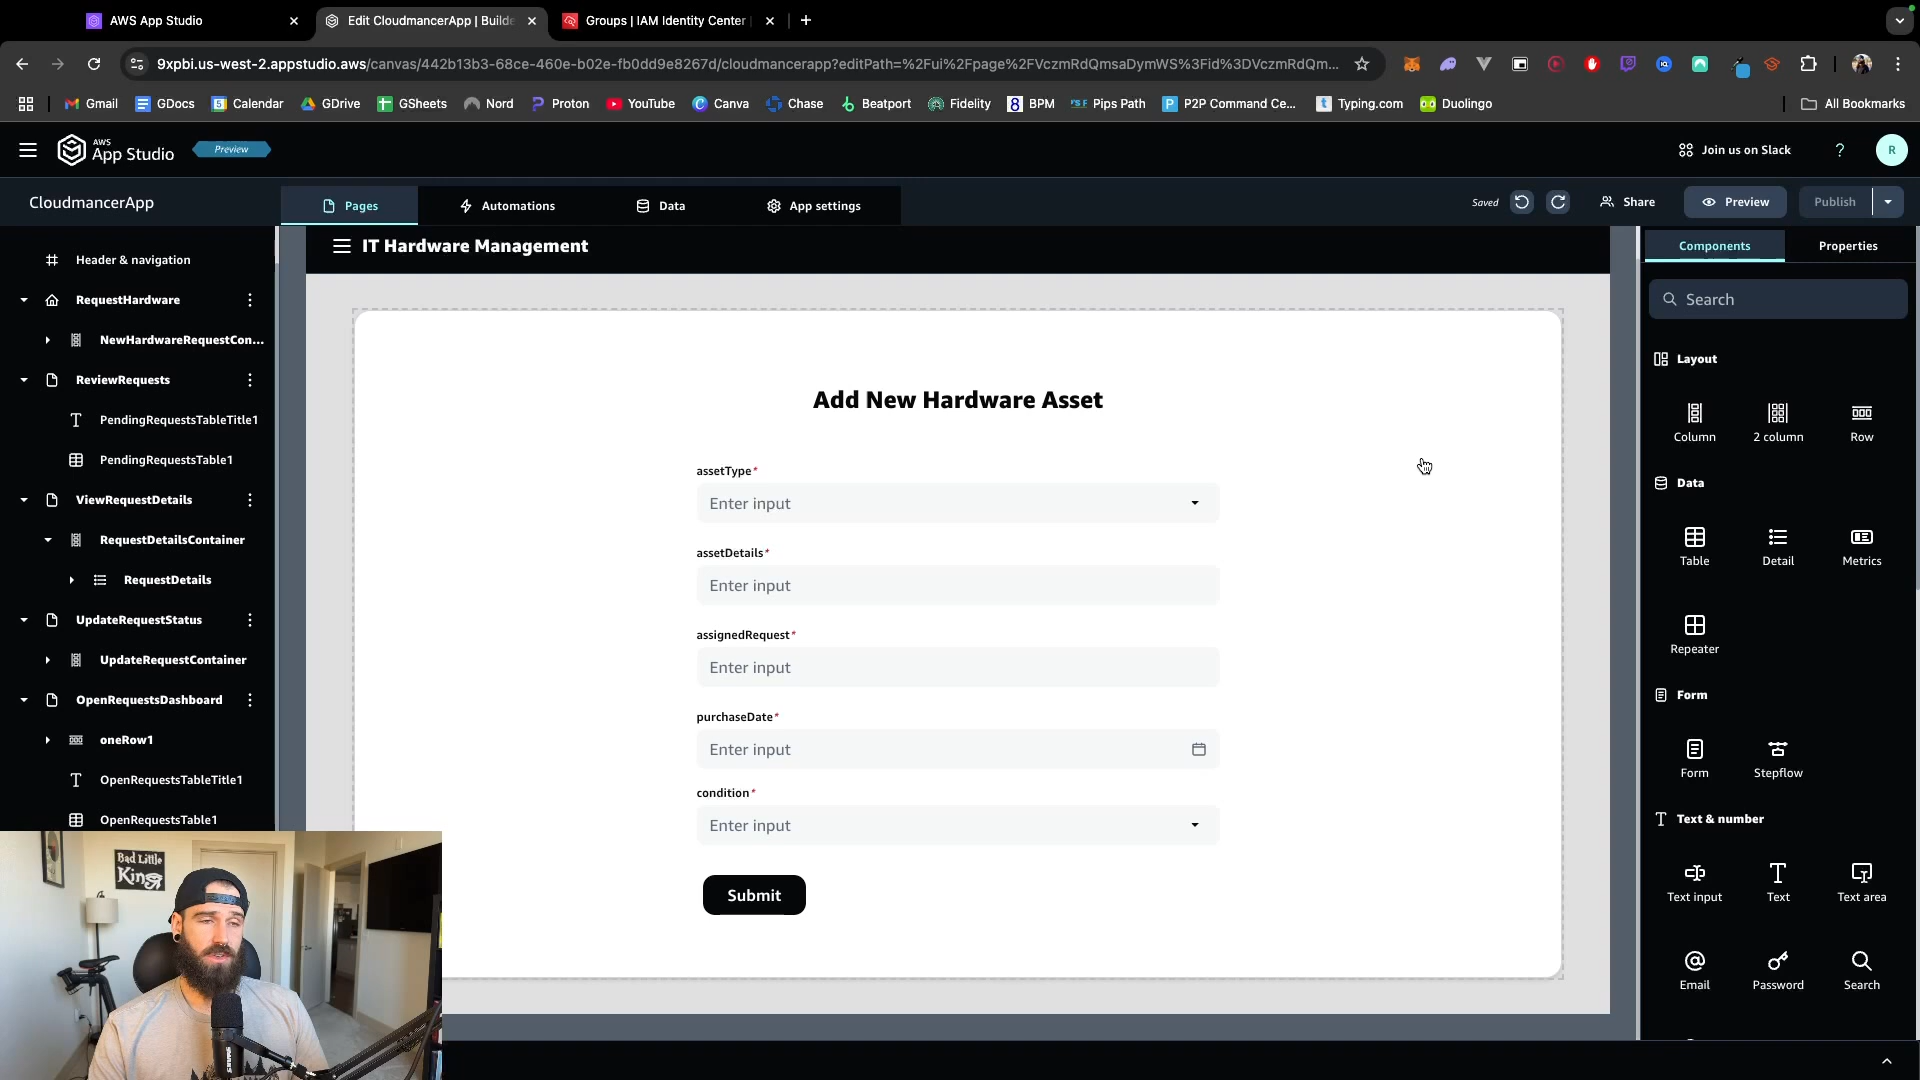 AWS App Studio
Edit CloudmancerApp | Builde
Groups | IAM Identity Center
9xpbi.us-west-2.appstudio.aws/canvas/442b13b3-68ce-460e-b02e-fb0dd9e8267d/cloudmancerapp?editPath=%2Fui%2Fpage%2FVczmRdQmsaDymWS%3Fid%3DVczmRdQm...
Gmail
GDocs
Calendar
GDrive
GSheets
Nord
Proton
YouTube
Canva
Chase
Beatport
Fidelity
BPM
Pips Path
P2P Command Ce...
Typing.com
Duolingo
All Bookmarks
AWS
App Studio
Preview
Join us on Slack
?
R
CloudmancerApp
Pages
Automations
Data
App settings
Saved
Share
Preview
Publish
Header & navigation
RequestHardware
NewHardwareRequestCon...
ReviewRequests
PendingRequestsTableTitle1
PendingRequestsTable1
ViewRequestDetails
RequestDetailsContainer
RequestDetails
UpdateRequestStatus
UpdateRequestContainer
OpenRequestsDashboard
oneRow1
OpenRequestsTableTitle1
OpenRequestsTable1
IT Hardware Management
Add New Hardware Asset
assetType*
Enter input
assetDetails*
Enter input
assignedRequest*
Enter input
purchaseDate*
Enter input
condition*
Enter input
Submit
Components
Properties
Search
Layout
Column
2 column
Row
Data
Table
Detail
Metrics
Repeater
Form
Form
Stepflow
Text & number
Text input
Text
Text area
Email
Password
Search
Bad Little
King